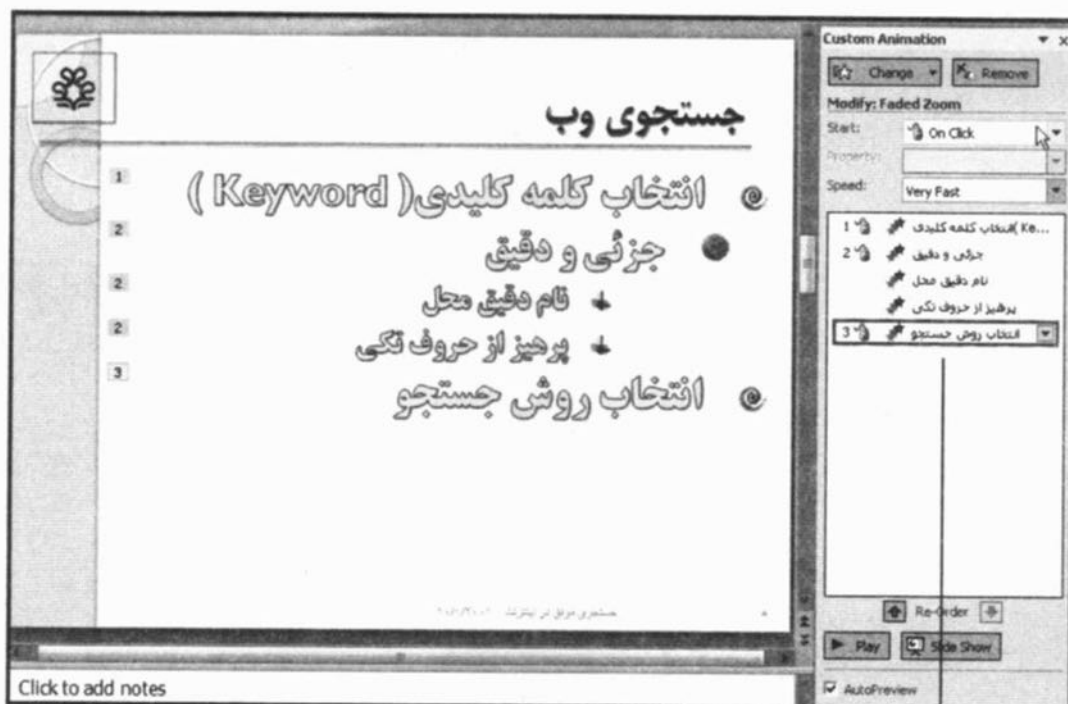 جستجوی وب
1
انتخاب کلمه کلیدی( Keyword )
2
جزئی و دقیق
2
نام دقیق محل
2
پرهیز از حروف تکی
3
انتخاب روش جستجو
Click to add notes
Custom Animation
Change
Remove
Modify: Faded Zoom
Start:
On Click
Property:
Speed:
Very Fast
1
انتخاب کلمه کلیدی( Ke...
2
جزئی و دقیق
نام دقیق محل
پرهیز از حروف تکی
3
انتخاب روش جستجو
Re-Order
Play
Slide Show
AutoPreview